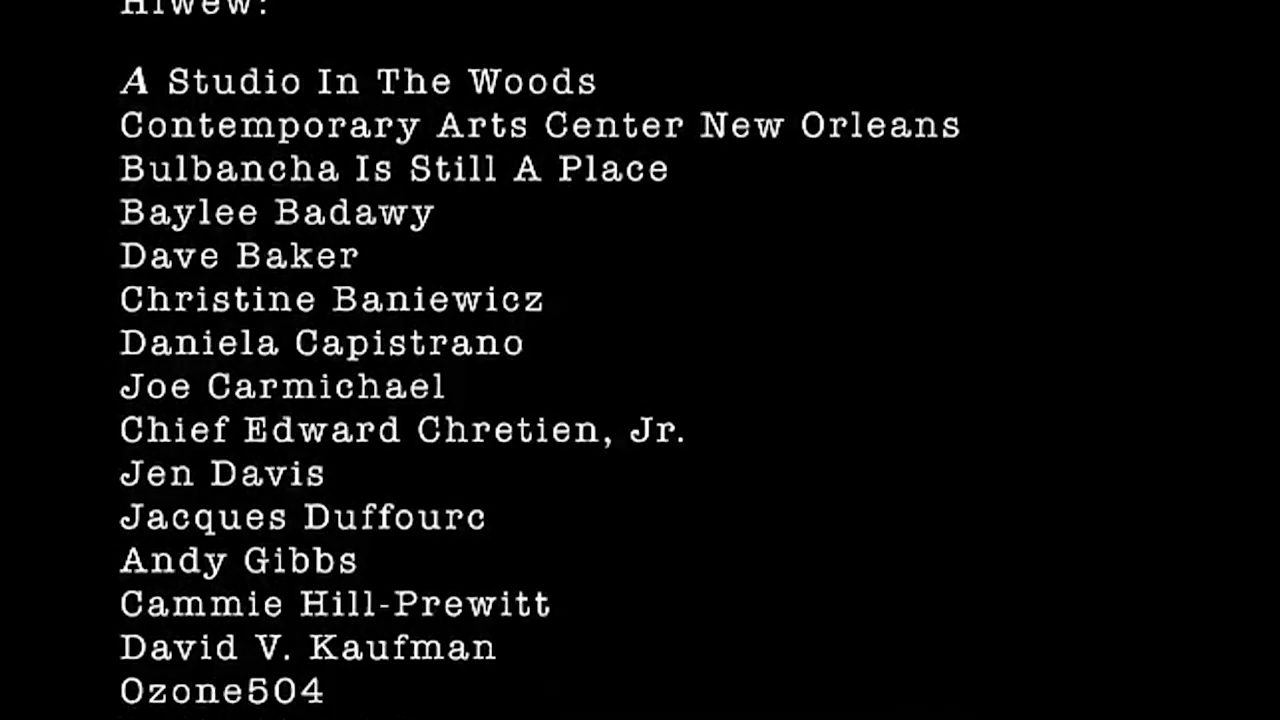 Hiwew:
A Studio In The Woods
Contemporary Arts Center New Orleans
Bulbancha Is Still A Place
Baylee Badawy
Dave Baker
Christine Baniewicz
Daniela Capistrano
Joe Carmichael
Chief Edward Chretien, Jr.
Jen Davis
Jacques Duffourc
Andy Gibbs
Cammie Hill-Prewitt
David V. Kaufman
Ozone504